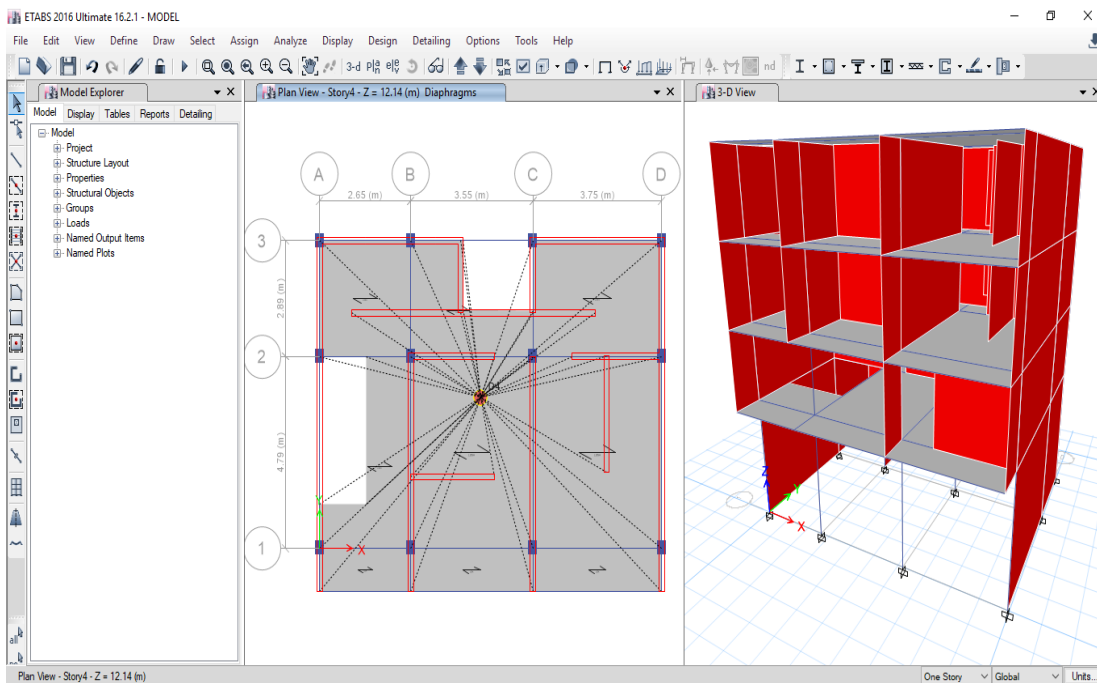 ETABS 2016 Ultimate 16.2.1 - MODEL
File Edit View Define Draw Select Assign Analyze Display Design Detailing Options Tools Help
3-d nd
Model Explorer
Model Display Tables Reports Detailing
Model
Project
Structure Layout
Properties
Structural Objects
Groups
Loads
Named Output Items
Named Plots
all
Plan View - Story4 - Z = 12.14 (m) Diaphragms
A B C D
2.65 (m) 3.55 (m) 3.75 (m)
3
2.89 (m)
2
4.79 (m)
1
Y
X
3-D View
Z
Y
X
Plan View - Story4 - Z = 12.14 (m)
One Story Global Units...